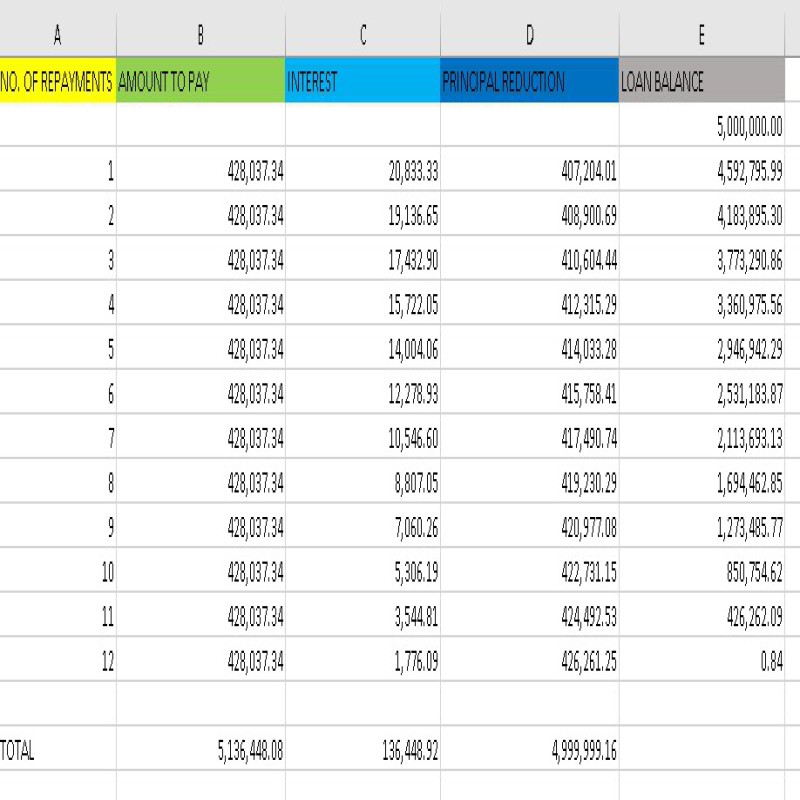 A B C D E
NO. OF REPAYMENTS AMOUNT TO PAY INTEREST PRINCIPAL REDUCTION LOAN BALANCE
5,000,000.00
1 428,037.34 20,833.33 407,204.01 4,592,795.99
2 428,037.34 19,136.65 408,900.69 4,183,895.30
3 428,037.34 17,432.90 410,604.44 3,773,290.86
4 428,037.34 15,722.05 412,315.29 3,360,975.56
5 428,037.34 14,004.06 414,033.28 2,946,942.29
6 428,037.34 12,278.93 415,758.41 2,531,183.87
7 428,037.34 10,546.60 417,490.74 2,113,693.13
8 428,037.34 8,807.05 419,230.29 1,694,462.85
9 428,037.34 7,060.26 420,977.08 1,273,485.77
10 428,037.34 5,306.19 422,731.15 850,754.62
11 428,037.34 3,544.81 424,492.53 426,262.09
12 428,037.34 1,776.09 426,261.25 0.84
TOTAL 5,136,448.08 136,448.92 4,999,999.16